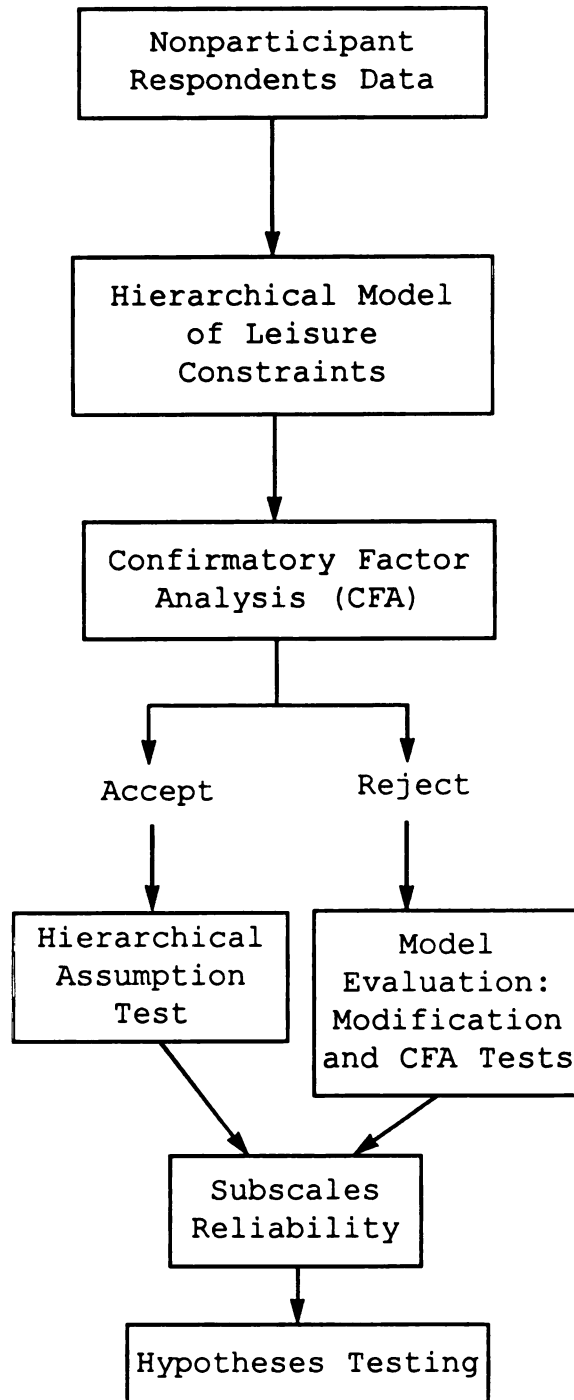 Nonparticipant
Respondents Data
Hierarchical Model
of Leisure
Constraints
Confirmatory Factor
Analysis (CFA)
Accept
Reject
Hierarchical
Assumption
Test
Model
Evaluation:
Modification
and CFA Tests
Subscales
Reliability
Hypotheses Testing